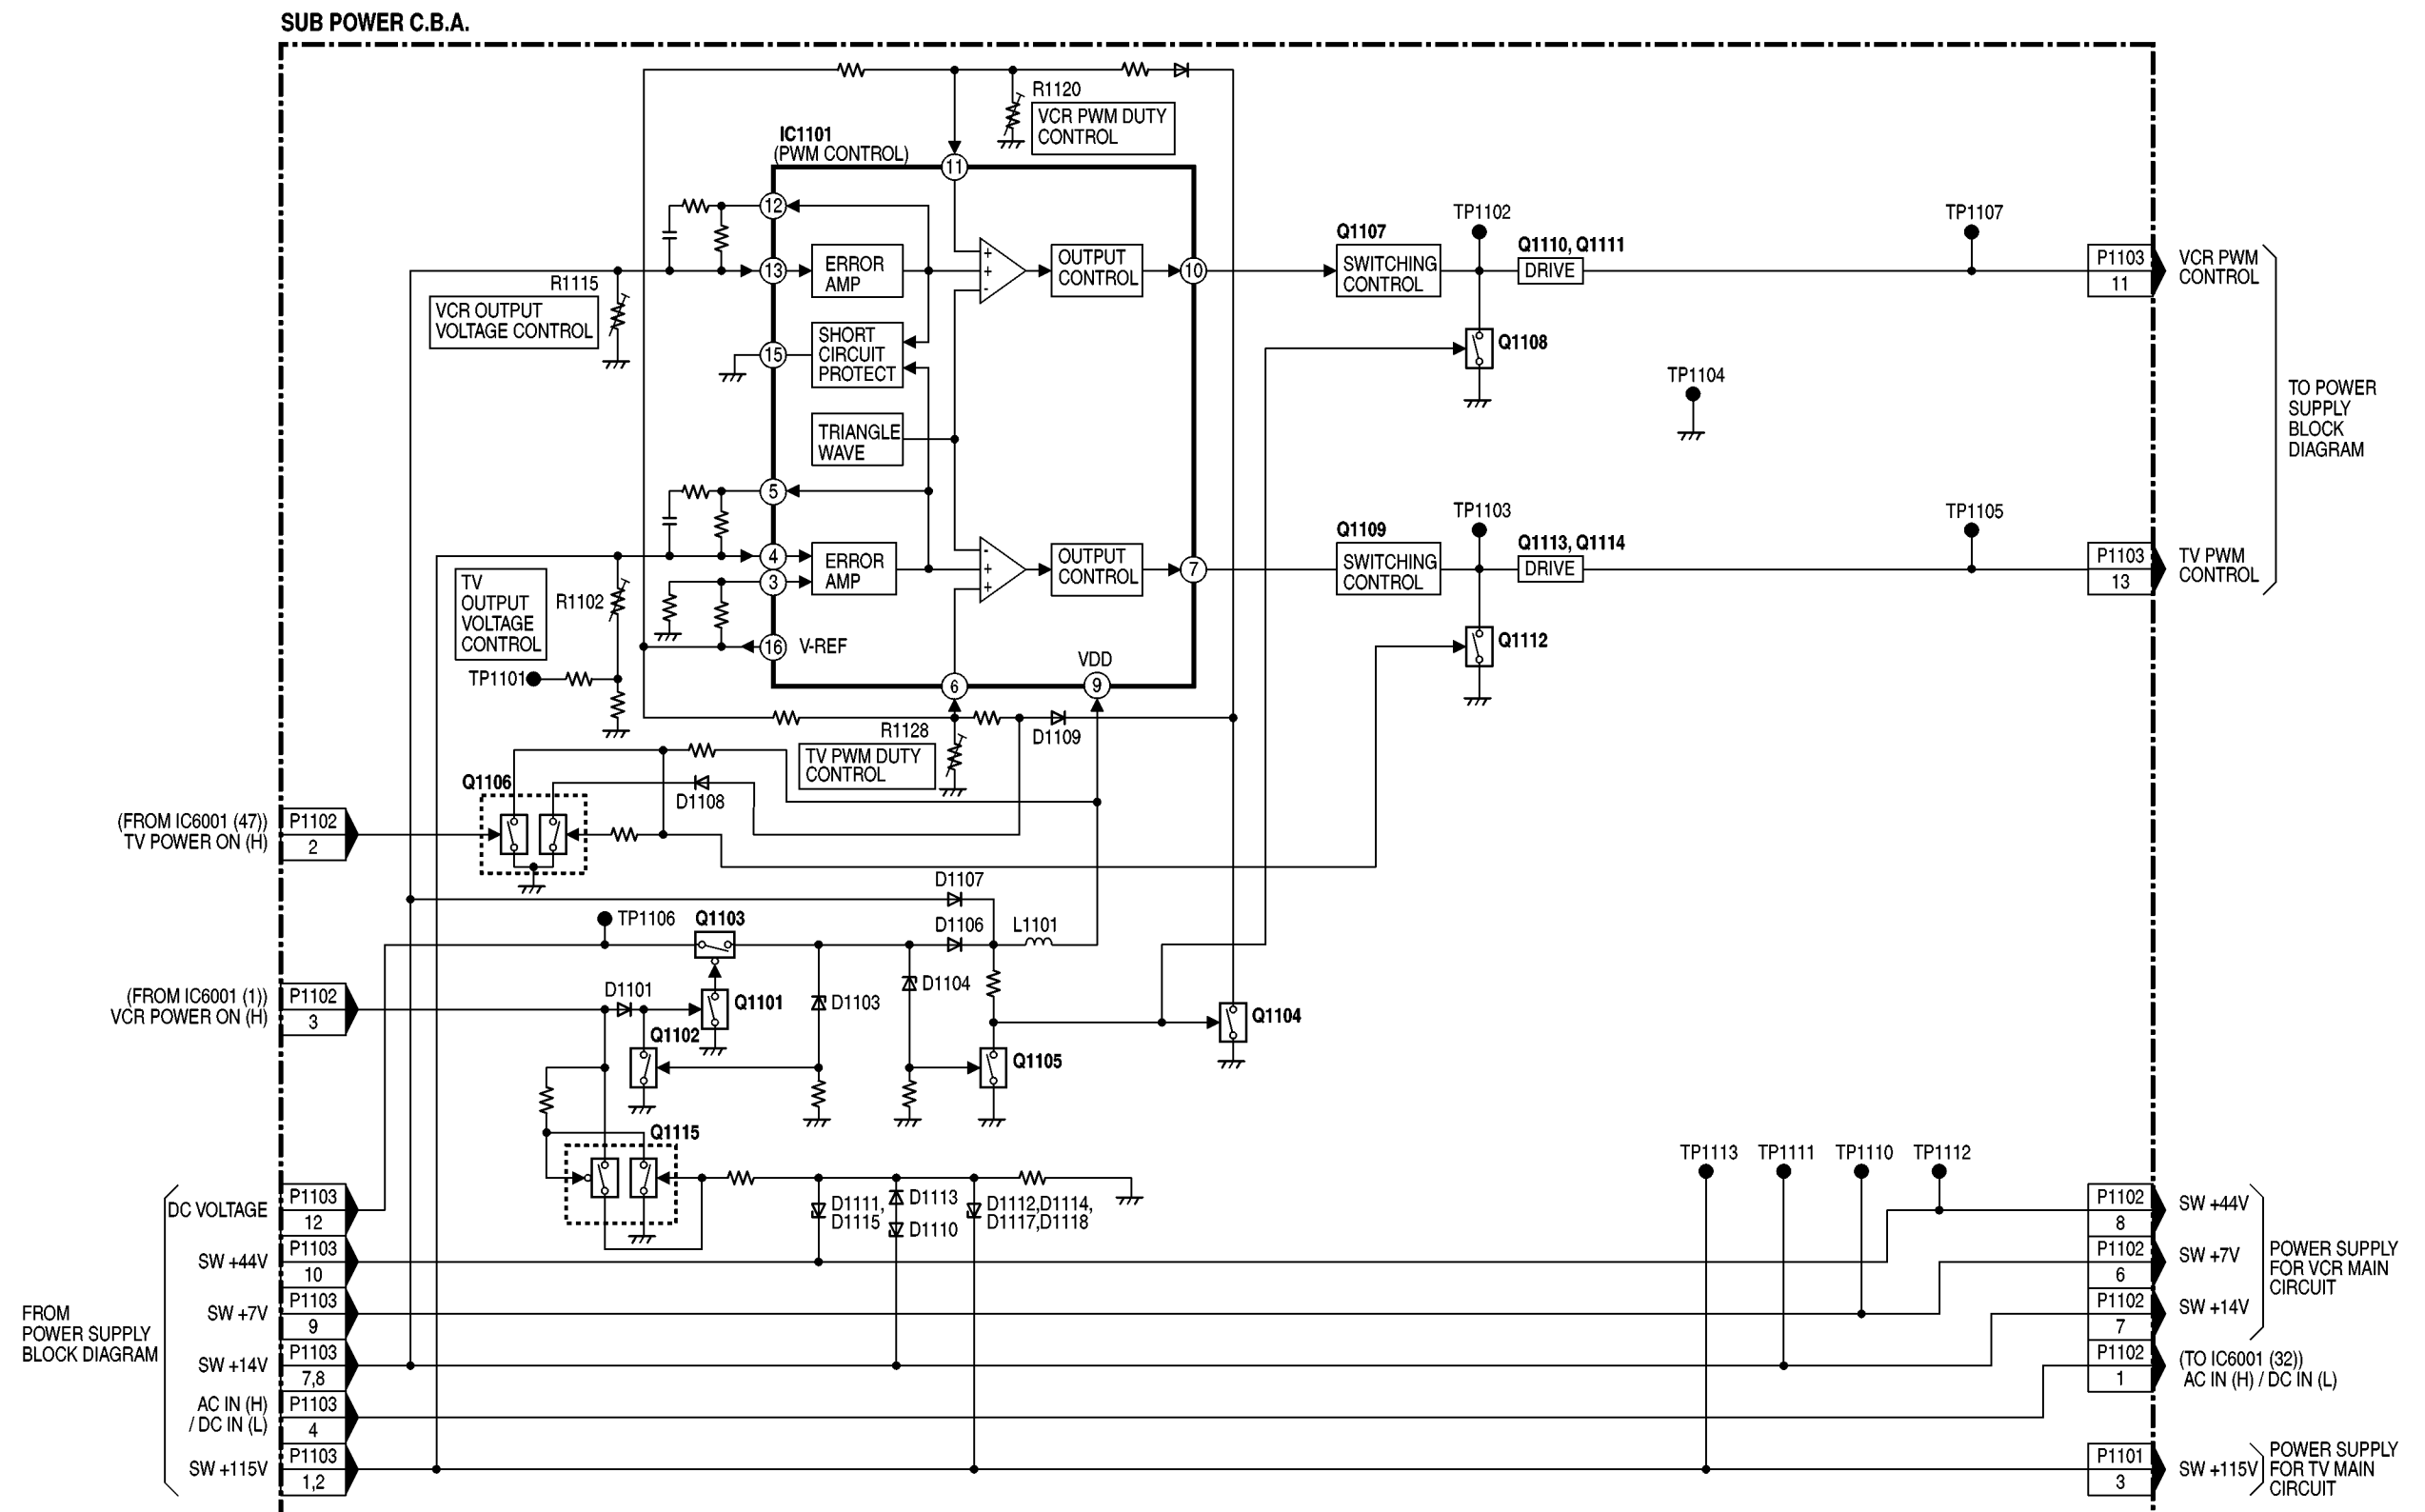 SUB POWER C.B.A.
R1120
VCR PWM DUTY
CONTROL
IC1101
(PWM CONTROL)
11
12
13
ERROR
AMP
+
+
-
OUTPUT
CONTROL
10
Q1107
SWITCHING
CONTROL
TP1102
Q1110, Q1111
DRIVE
TP1107
P1103
11
VCR PWM
CONTROL
R1115
VCR OUTPUT
VOLTAGE CONTROL
15
SHORT
CIRCUIT
PROTECT
Q1108
TP1104
TO POWER
SUPPLY
BLOCK
DIAGRAM
TRIANGLE
WAVE
5
4
3
ERROR
AMP
-
+
+
OUTPUT
CONTROL
7
Q1109
SWITCHING
CONTROL
TP1103
Q1113, Q1114
DRIVE
TP1105
P1103
13
TV PWM
CONTROL
TV
OUTPUT
VOLTAGE
CONTROL
R1102
16
V-REF
VDD
6
9
Q1112
TP1101
R1128
TV PWM DUTY
CONTROL
D1109
Q1106
D1108
(FROM IC6001 (47))
TV POWER ON (H)
P1102
2
D1107
TP1106
Q1103
D1106
L1101
(FROM IC6001 (1))
VCR POWER ON (H)
P1102
3
D1101
Q1101
D1103
D1104
Q1104
Q1102
Q1105
Q1115
TP1113
TP1111
TP1110
TP1112
D1111,
D1115
D1113
D1110
D1112,D1114,
D1117,D1118
FROM
POWER SUPPLY
BLOCK DIAGRAM
DC VOLTAGE
P1103
12
SW +44V
P1103
10
SW +7V
P1103
9
SW +14V
P1103
7,8
AC IN (H)
/ DC IN (L)
P1103
4
SW +115V
P1103
1,2
P1102
8
SW +44V
P1102
6
SW +7V
P1102
7
SW +14V
POWER SUPPLY
FOR VCR MAIN
CIRCUIT
P1102
1
(TO IC6001 (32))
AC IN (H) / DC IN (L)
P1101
3
SW +115V
POWER SUPPLY
FOR TV MAIN
CIRCUIT